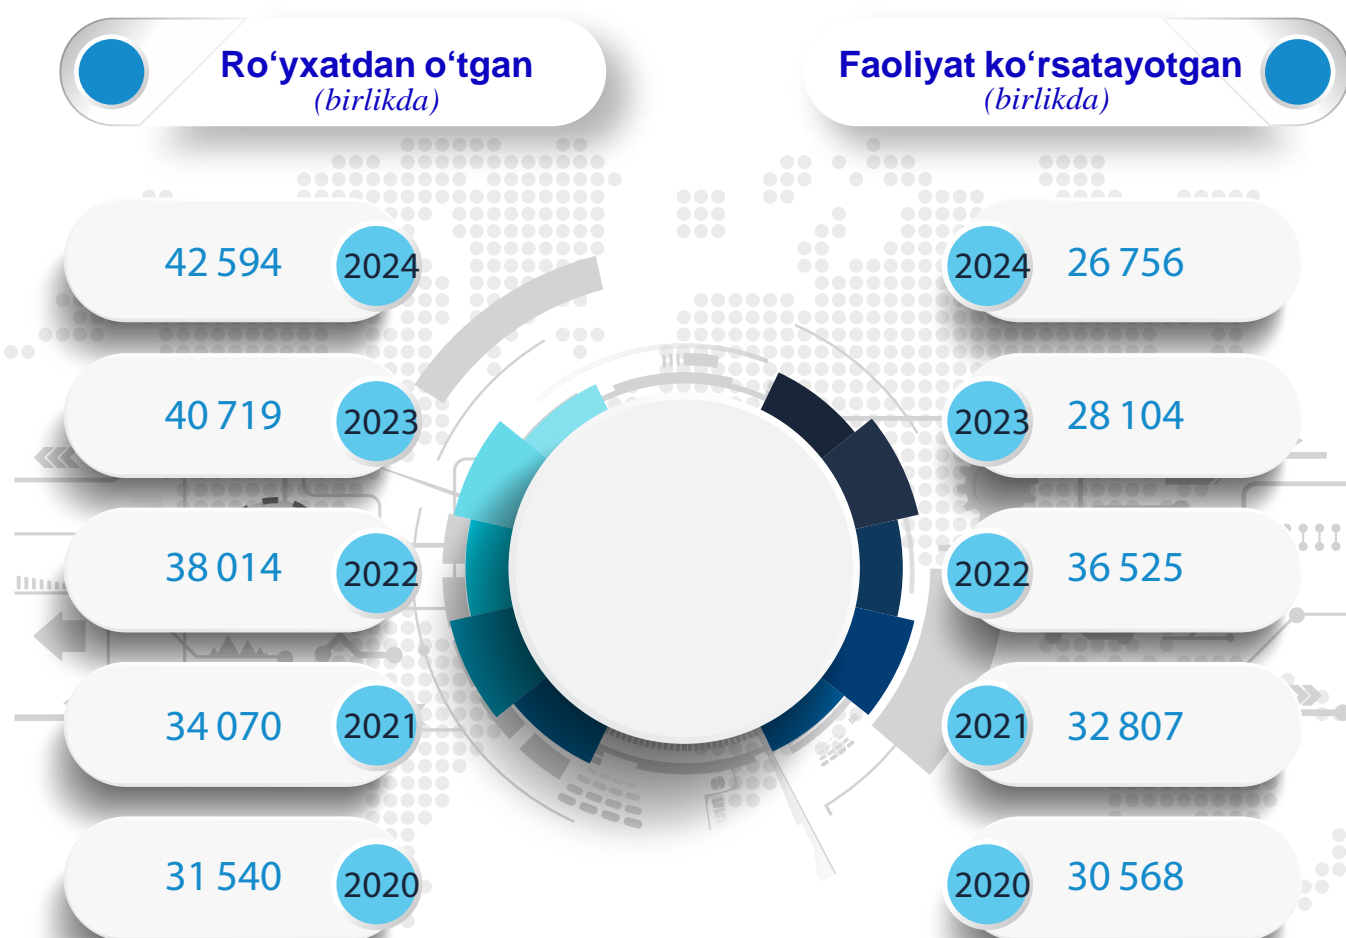 Ro‘yxatdan o‘tgan
(birlikda)
Faoliyat ko‘rsatayotgan
(birlikda)
42 594 2024
40 719 2023
38 014 2022
34 070 2021
31 540 2020
2024 26 756
2023 28 104
2022 36 525
2021 32 807
2020 30 568